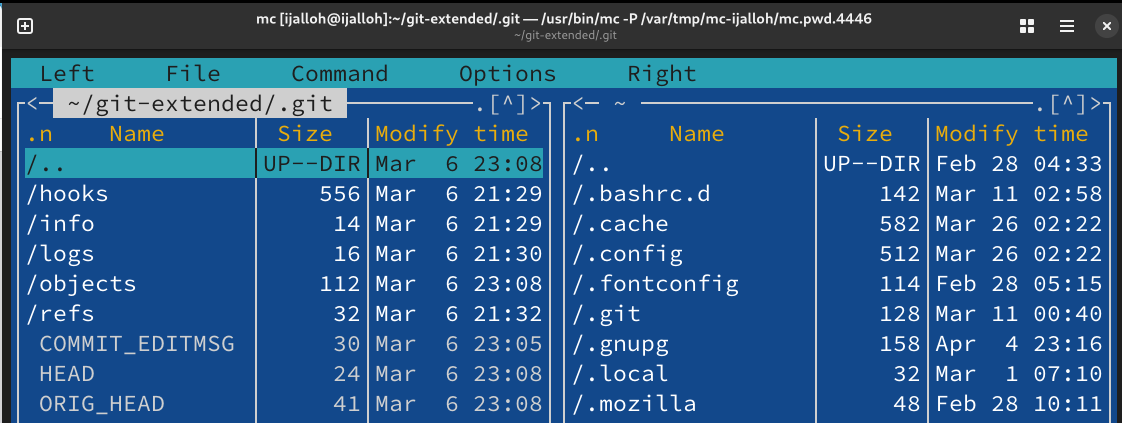 mc [ijalloh@ijalloh]:~/git-extended/.git — /usr/bin/mc -P /var/tmp/mc-ijalloh/mc.pwd.4446
~/git-extended/.git
Left File Command Options Right
<─ ~/git-extended/.git .[^]>
.n Name Size Modify time
/.. UP--DIR Mar 6 23:08
/hooks 556 Mar 6 21:29
/info 14 Mar 6 21:29
/logs 16 Mar 6 21:30
/objects 112 Mar 6 23:08
/refs 32 Mar 6 21:32
COMMIT_EDITMSG 30 Mar 6 23:05
HEAD 24 Mar 6 23:08
ORIG_HEAD 41 Mar 6 23:08
<─ ~ .[^]>
.n Name Size Modify time
/.. UP--DIR Feb 28 04:33
/.bashrc.d 142 Mar 11 02:58
/.cache 582 Mar 26 02:22
/.config 512 Mar 26 02:22
/.fontconfig 114 Feb 28 05:15
/.git 128 Mar 11 00:40
/.gnupg 158 Apr 4 23:16
/.local 32 Mar 1 07:10
/.mozilla 48 Feb 28 10:11